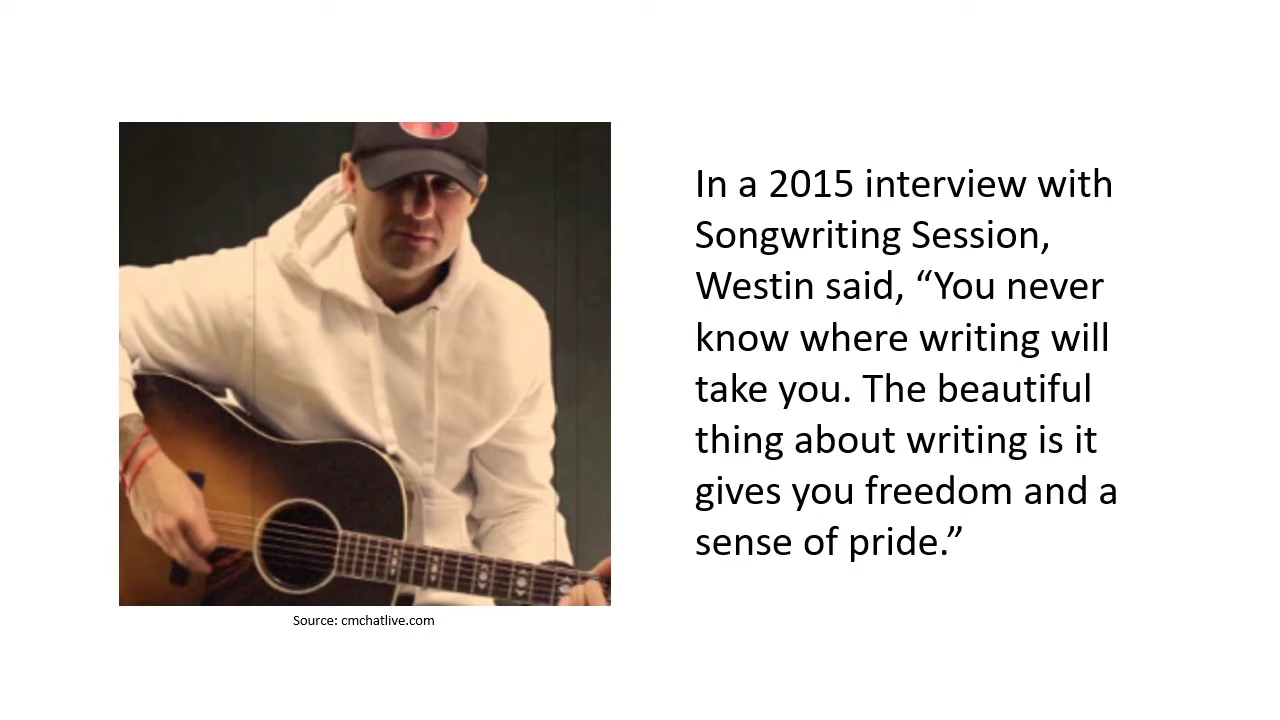 In a 2015 interview with
Songwriting Session,
Westin said, “You never
know where writing will
take you. The beautiful
thing about writing is it
gives you freedom and a
sense of pride.”
Source: cmchatlive.com